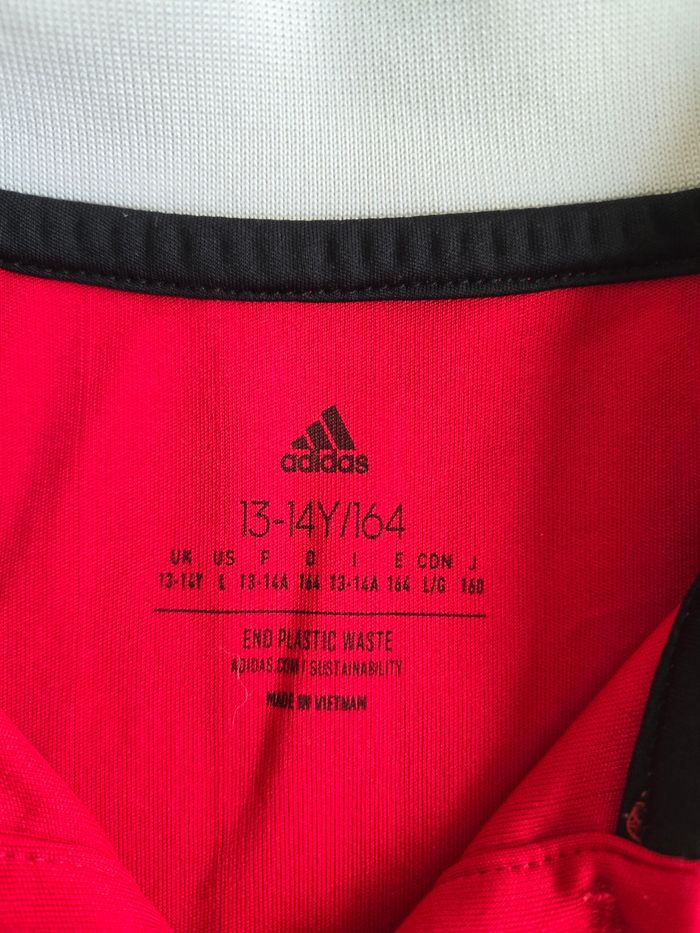 adidas
13-14Y/164
UK US F D I E CDN J
13-14Y L 13-14A 164 13-14A 164 L/G 160
END PLASTIC WASTE
ADIDAS.COM / SUSTAINABILITY
MADE IN VIETNAM